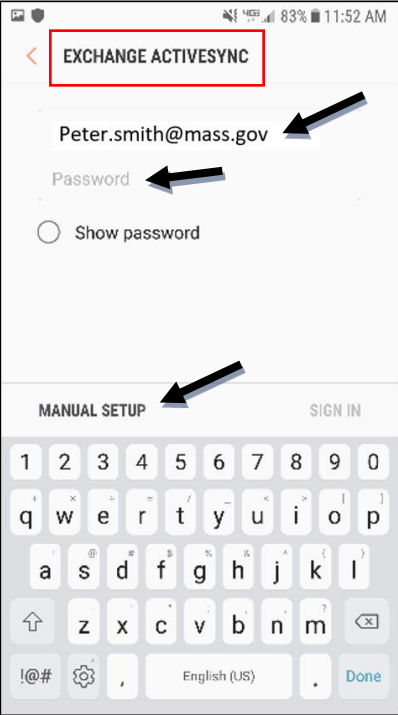 4G 83% 11:52 AM
EXCHANGE ACTIVESYNC
Peter.smith@mass.gov
Password
Show password
MANUAL SETUP SIGN IN
1 2 3 4 5 6 7 8 9 0
q w e r t y u i o p
a s d f g h j k l
z x c v b n m
!@# , English (US) . Done